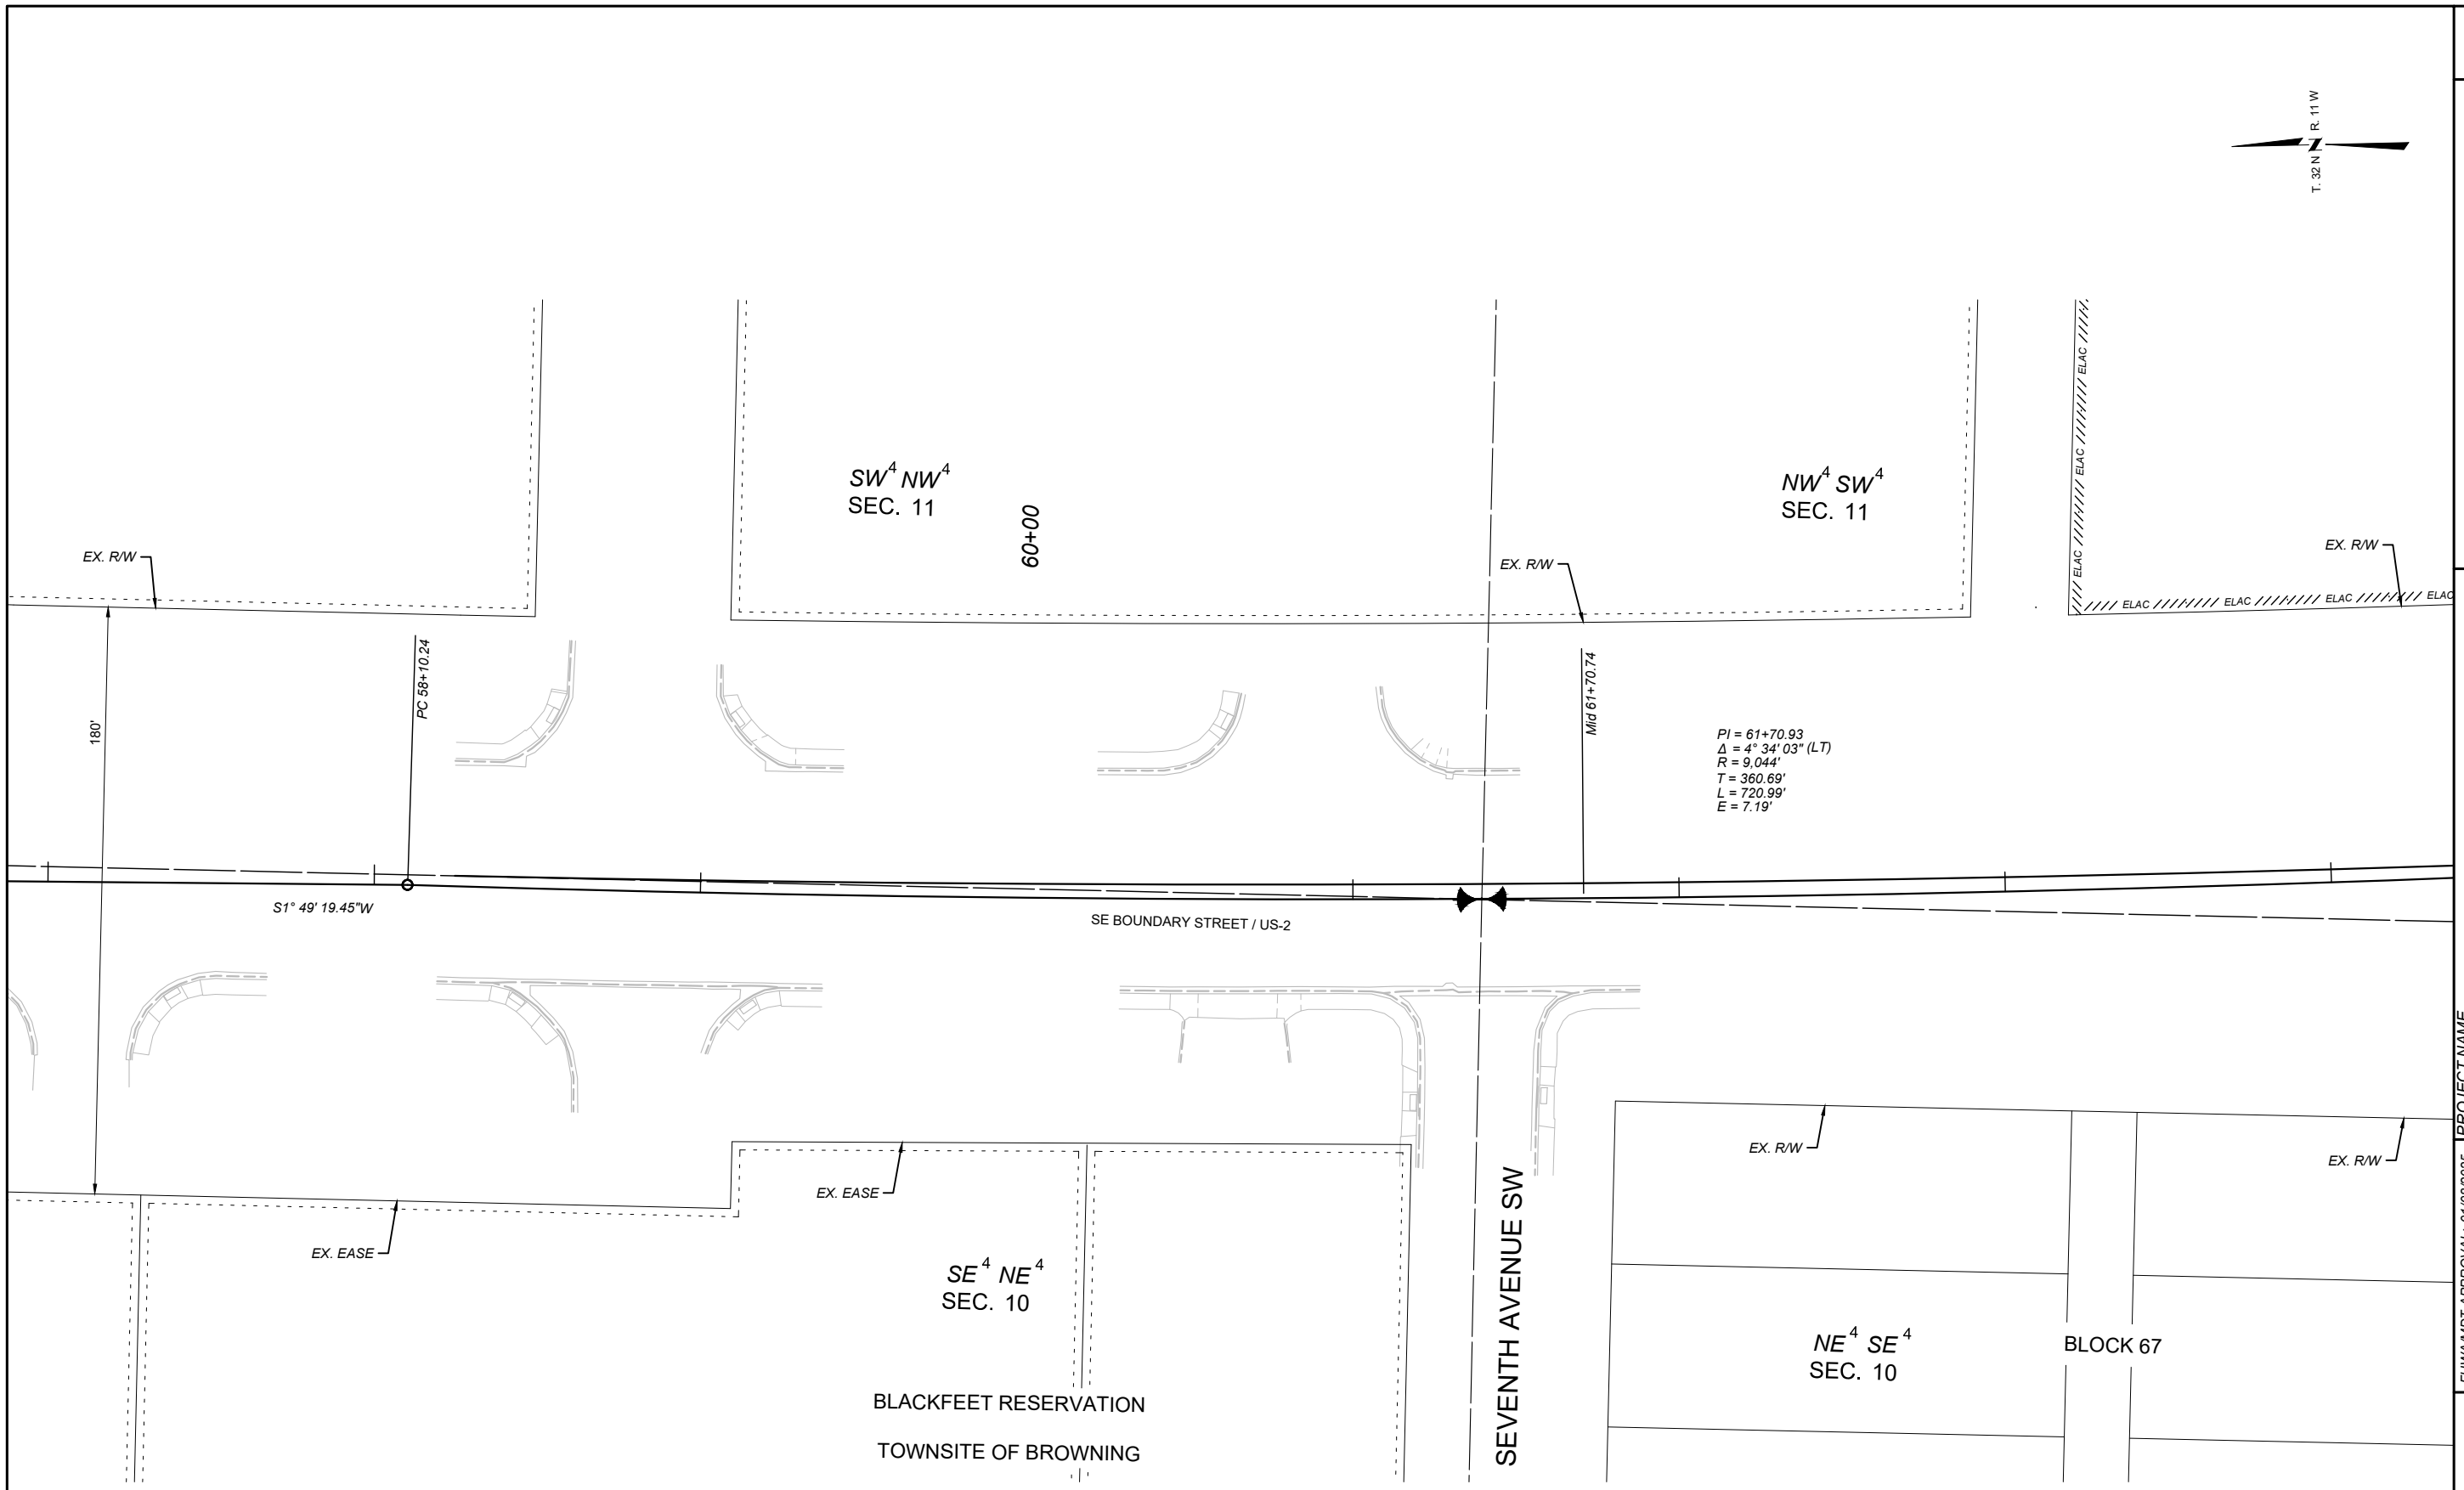 T. 32 N
N
R. 11 W
SW⁴ NW⁴
SEC. 11
60+00
NW⁴ SW⁴
SEC. 11
EX. R/W
EX. R/W
EX. R/W
ELAC
ELAC
ELAC
ELAC
ELAC
ELAC
ELAC
ELAC
180'
PC 58+10.24
Mid 61+70.74
PI = 61+70.93
Δ = 4° 34' 03" (LT)
R = 9,044'
T = 360.69'
L = 720.99'
E = 7.19'
S1° 49' 19.45"W
SE BOUNDARY STREET / US-2
EX. EASE
EX. EASE
EX. R/W
EX. R/W
SE⁴ NE⁴
SEC. 10
SEVENTH AVENUE SW
NE⁴ SE⁴
SEC. 10
BLOCK 67
BLACKFEET RESERVATION
TOWNSITE OF BROWNING
PROJECT NAME